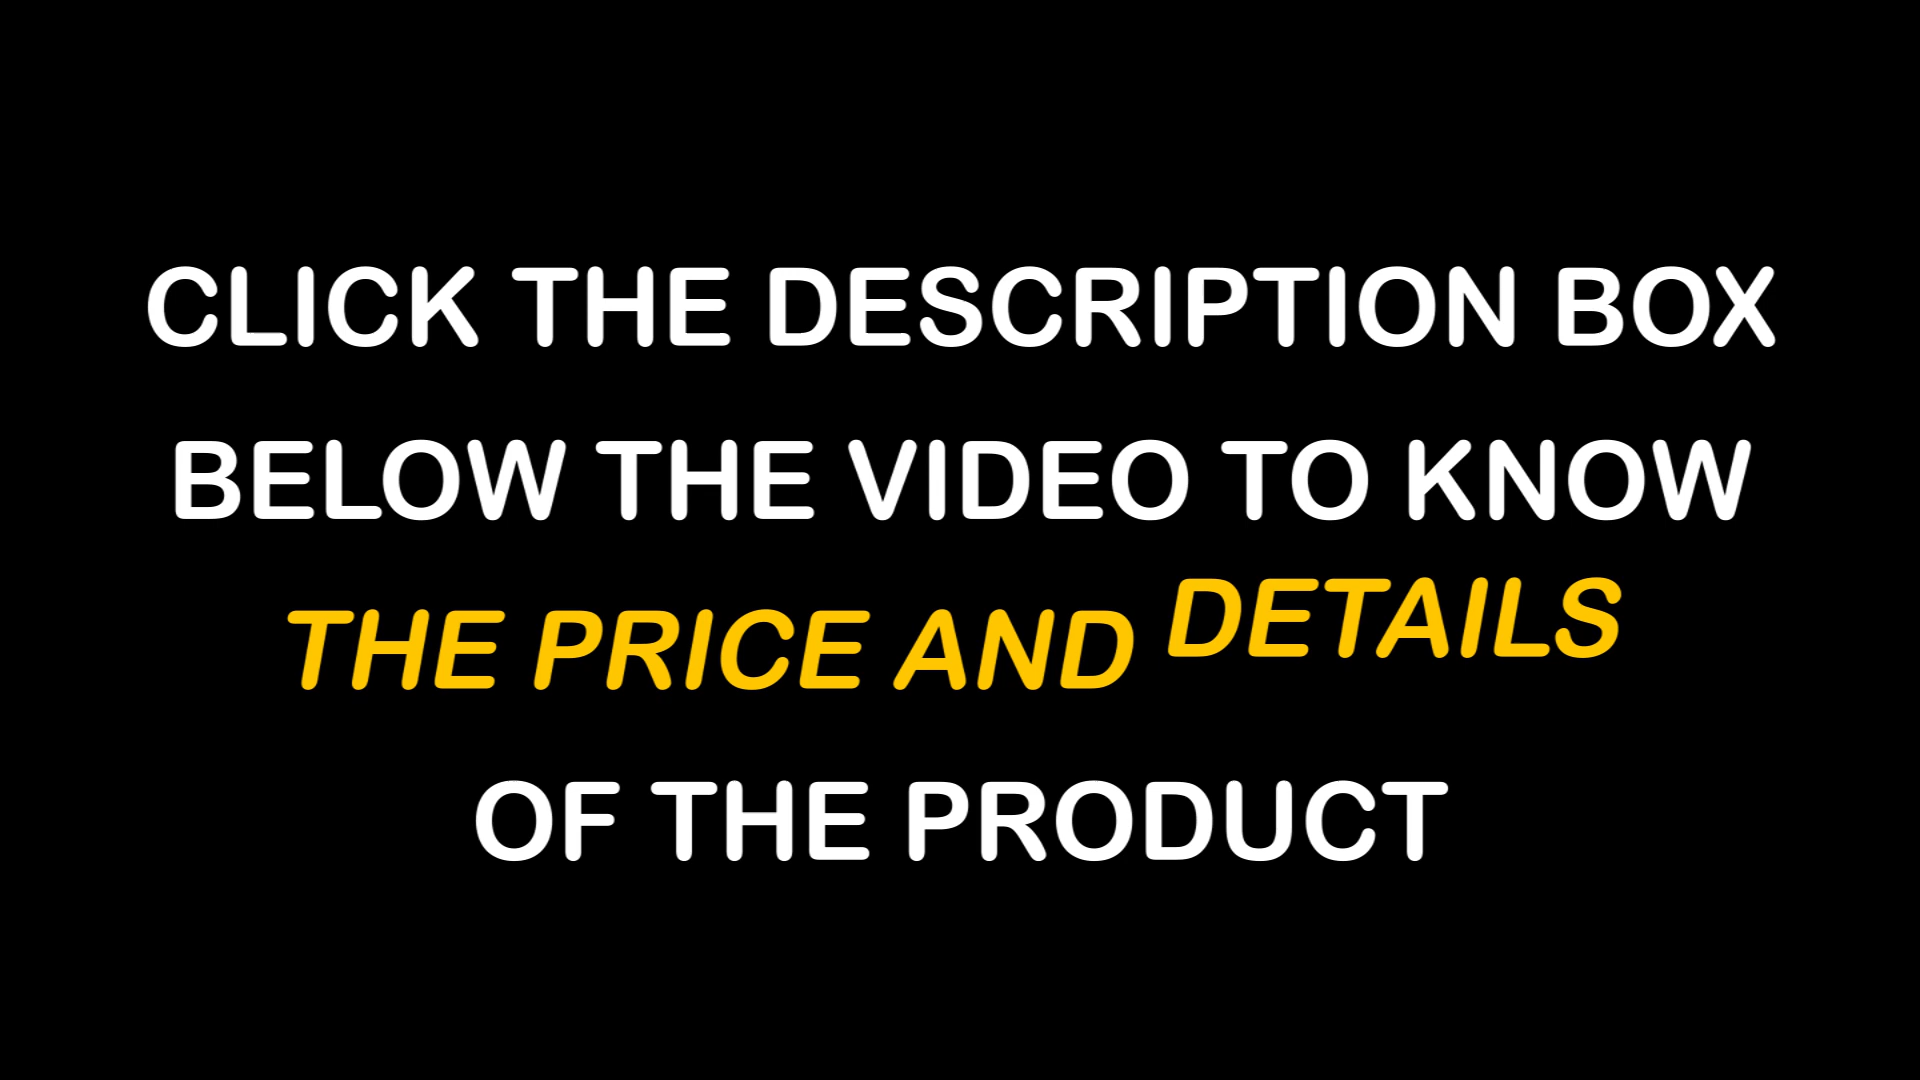 CLICK THE DESCRIPTION BOX
BELOW THE VIDEO TO KNOW
THE PRICE AND DETAILS
OF THE PRODUCT